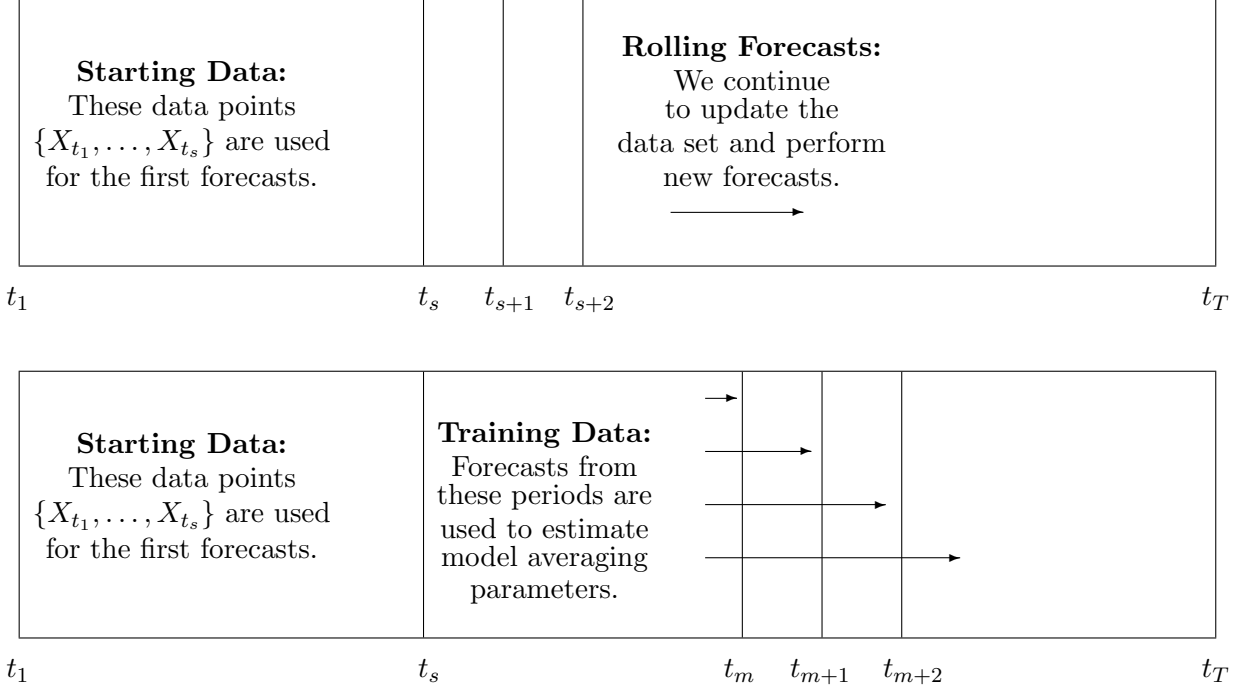 Starting Data:
These data points
{X_{t_1}, . . . , X_{t_s}} are used
for the first forecasts.
Rolling Forecasts:
We continue
to update the
data set and perform
new forecasts.
t_1 t_s t_{s+1} t_{s+2} t_T
Starting Data:
These data points
{X_{t_1}, . . . , X_{t_s}} are used
for the first forecasts.
Training Data:
Forecasts from
these periods are
used to estimate
model averaging
parameters.
t_1 t_s t_m t_{m+1} t_{m+2} t_T